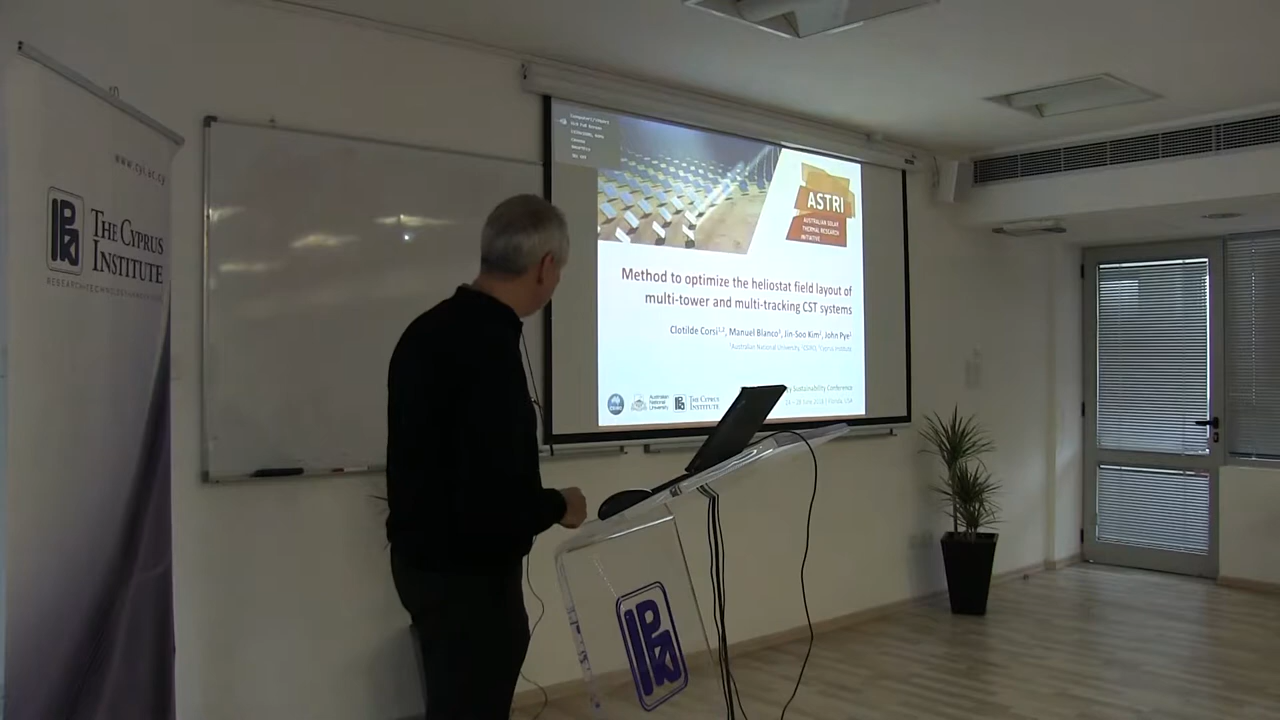 www.cyi.ac.cy
THE CYPRUS
INSTITUTE
ASTRI
AUSTRALIAN SOLAR
THERMAL RESEARCH
INITIATIVE
Method to optimize the heliostat field layout of
multi-tower and multi-tracking CST systems
Clotilde Corsi, Manuel Blanco, Jin-Soo Kim, John Pye
Australian National University, CSIRO, Cyprus Institute
Sustainability Conference
Australian
National
University
THE CYPRUS
INSTITUTE